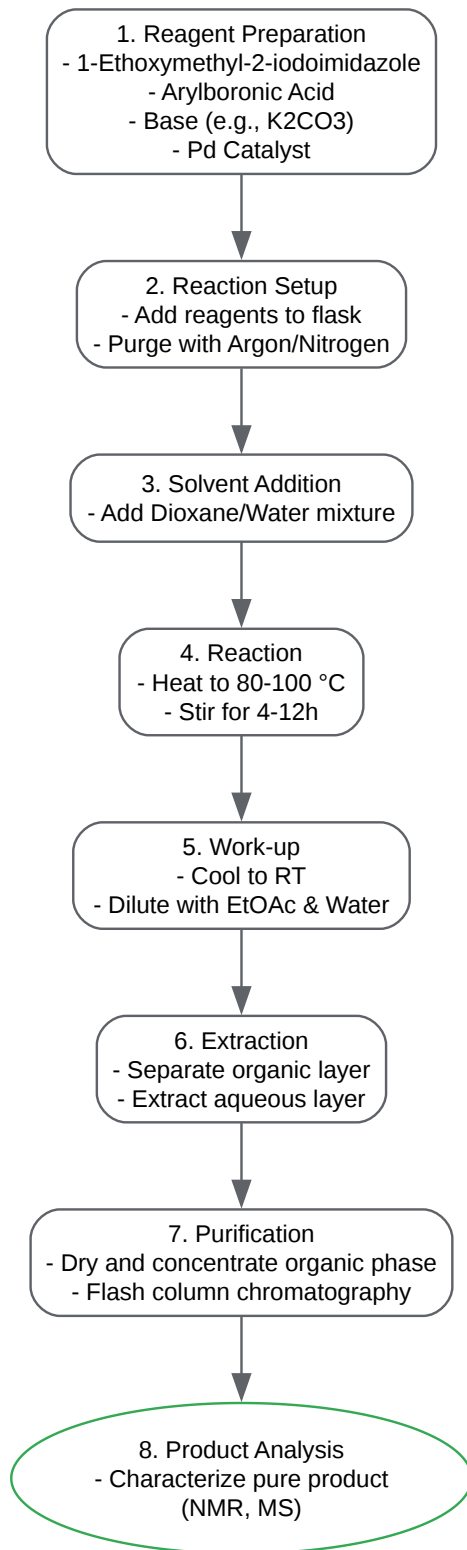 1. Reagent Preparation
- 1-Ethoxymethyl-2-iodoimidazole
- Arylboronic Acid
- Base (e.g., K2CO3)
- Pd Catalyst
2. Reaction Setup
- Add reagents to flask
- Purge with Argon/Nitrogen
3. Solvent Addition
- Add Dioxane/Water mixture
4. Reaction
- Heat to 80-100 °C
- Stir for 4-12h
5. Work-up
- Cool to RT
- Dilute with EtOAc & Water
6. Extraction
- Separate organic layer
- Extract aqueous layer
7. Purification
- Dry and concentrate organic phase
- Flash column chromatography
8. Product Analysis
- Characterize pure product
(NMR, MS)